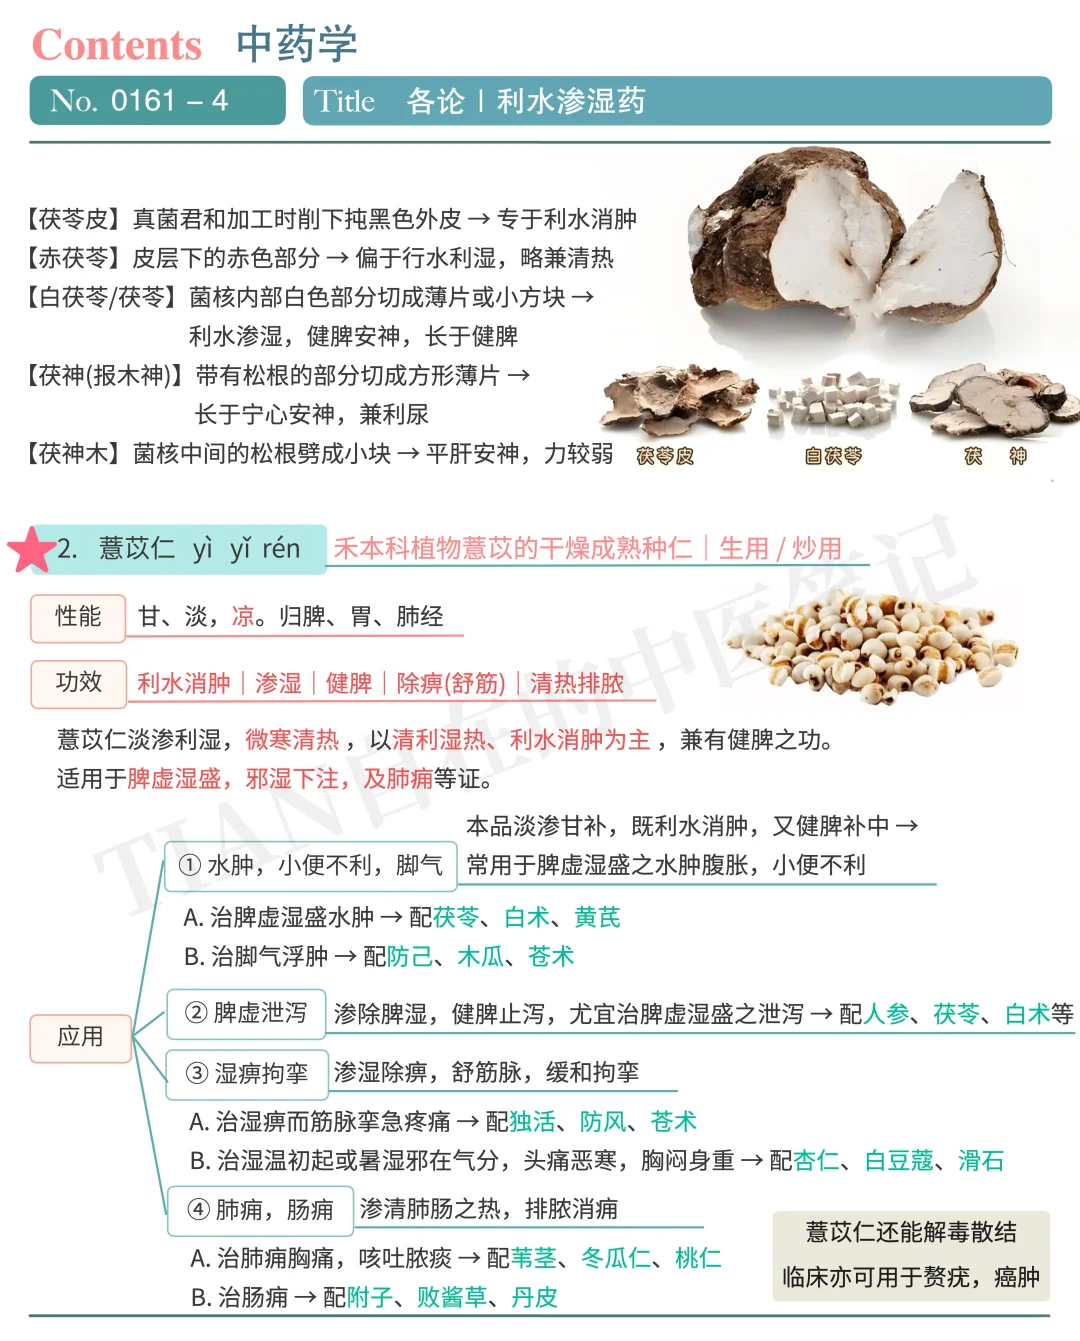 Contents 中药学
No. 0161 – 4
Title 各论 | 利水渗湿药
【茯苓皮】真菌君和加工时削下扽黑色外皮 → 专于利水消肿
【赤茯苓】皮层下的赤色部分 → 偏于行水利湿，略兼清热
【白茯苓/茯苓】菌核内部白色部分切成薄片或小方块 →
利水渗湿，健脾安神，长于健脾
【茯神(报木神)】带有松根的部分切成方形薄片 →
长于宁心安神，兼利尿
【茯神木】菌核中间的松根劈成小块 → 平肝安神，力较弱
茯苓皮 白茯苓 茯 神
2. 薏苡仁 yì yǐ rén 禾本科植物薏苡的干燥成熟种仁｜生用 / 炒用
性能 甘、淡，凉。归脾、胃、肺经
功效 利水消肿｜渗湿｜健脾｜除痹(舒筋)｜清热排脓
薏苡仁淡渗利湿，微寒清热，以清利湿热、利水消肿为主，兼有健脾之功。
适用于脾虚湿盛，邪湿下注，及肺痈等证。
本品淡渗甘补，既利水消肿，又健脾补中 →
① 水肿，小便不利，脚气 常用于脾虚湿盛之水肿腹胀，小便不利
A. 治脾虚湿盛水肿 → 配茯苓、白术、黄芪
B. 治脚气浮肿 → 配防己、木瓜、苍术
② 脾虚泄泻 渗除脾湿，健脾止泻，尤宜治脾虚湿盛之泄泻 → 配人参、茯苓、白术等
应用
③ 湿痹拘挛 渗湿除痹，舒筋脉，缓和拘挛
A. 治湿痹而筋脉挛急疼痛 → 配独活、防风、苍术
B. 治湿温初起或暑湿邪在气分，头痛恶寒，胸闷身重 → 配杏仁、白豆蔻、滑石
④ 肺痈，肠痈 渗清肺肠之热，排脓消痈
A. 治肺痈胸痛，咳吐脓痰 → 配苇茎、冬瓜仁、桃仁
B. 治肠痈 → 配附子、败酱草、丹皮
薏苡仁还能解毒散结
临床亦可用于赘疣，癌肿
TIAN自在的中医笔记